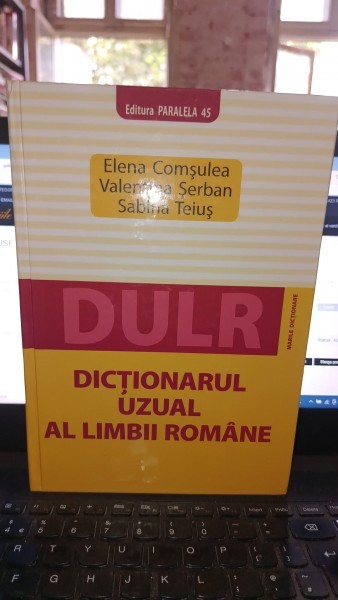 Editura PARALELA 45
Elena Comșulea
Valentina Șerban
Sabina Teiuș
DULR
MARILE DICȚIONARE
DICȚIONARUL
UZUAL
AL LIMBII ROMÂNE
R T Y U I O P
F G H J K L
C V B N M